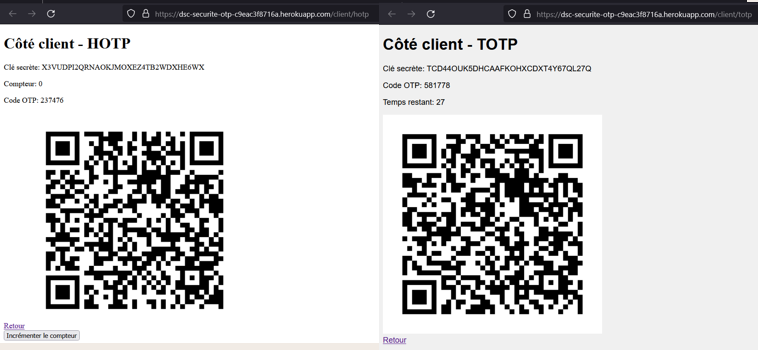 https://dsc-securite-otp-c9eac3f8716a.herokuapp.com/client/hotp
Côté client - HOTP
Clé secrète: X3VUDPI2QRNAOKJMOXEZ4TB2WDXHE6WX
Compteur: 0
Code OTP: 237476
Retour
Incrémenter le compteur
https://dsc-securite-otp-c9eac3f8716a.herokuapp.com/client/totp
Côté client - TOTP
Clé secrète: TCD44OUK5DHCAAFKOHXCDXT4Y67QL27Q
Code OTP: 581778
Temps restant: 27
Retour